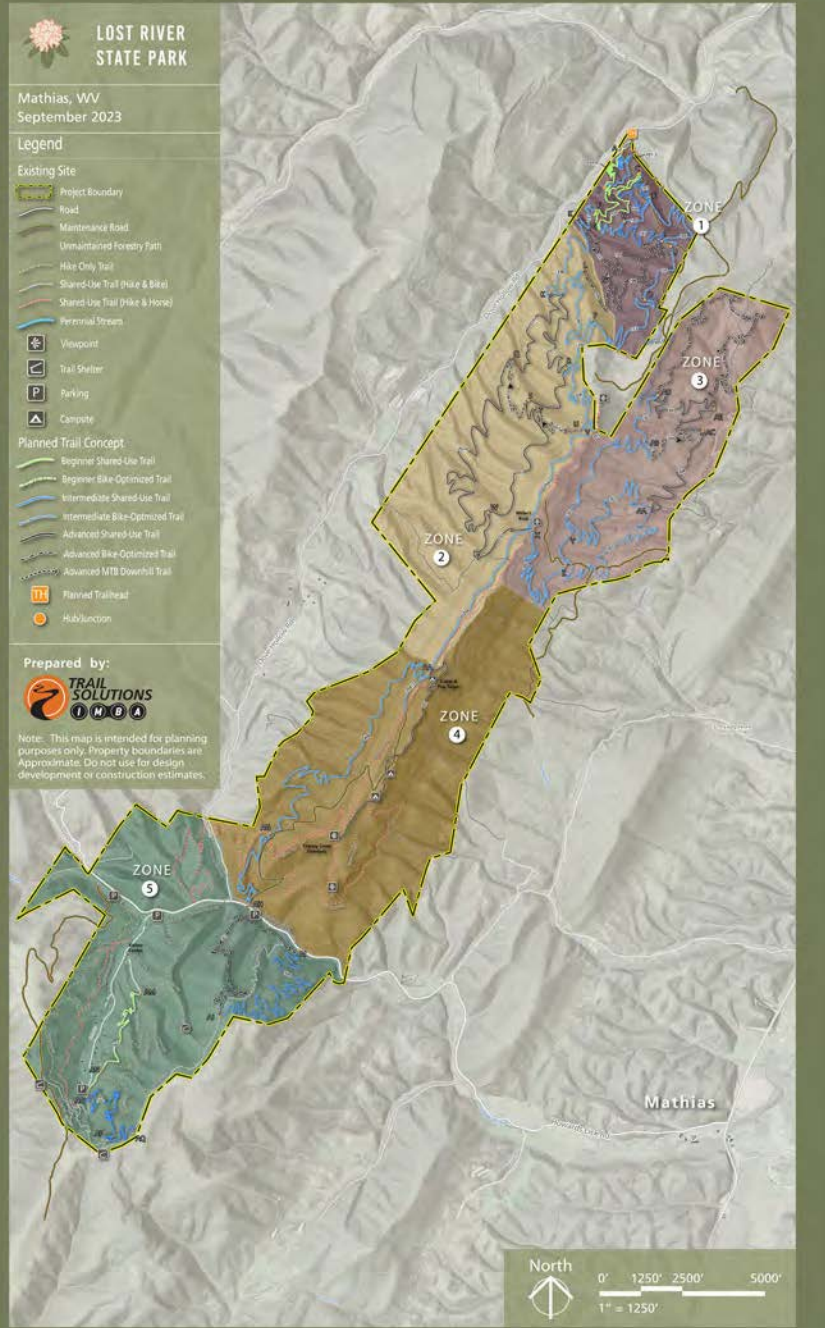 LOST RIVER
STATE PARK
Mathias, WV
September 2023
Legend
Existing Site
Project Boundary
Road
Maintenance Road
Unmaintained Forestry Path
Hike Only Trail
Shared-Use Trail (Hike & Bike)
Shared-Use Trail (Hike & Horse)
Perennial Stream
Viewpoint
Trail Shelter
P
Parking
Campsite
Planned Trail Concept
Beginner Shared-Use Trail
Beginner Bike-Optimized Trail
Intermediate Shared-Use Trail
Intermediate Bike-Optmized Trail
Advanced Shared-Use Trail
Advanced Bike-Optimized Trail
Advanced MTB Downhill Trail
TH
Planned Trailhead
Hub/Junction
Prepared by:
TRAIL
SOLUTIONS
IMBA
Note: This map is intended for planning
purposes only. Property boundaries are
Approximate. Do not use for design
development or construction estimates.
ZONE
1
ZONE
3
ZONE
2
ZONE
4
ZONE
5
P
P
P
P
Mathias
North
0' 1250' 2500' 5000'
1" = 1250'